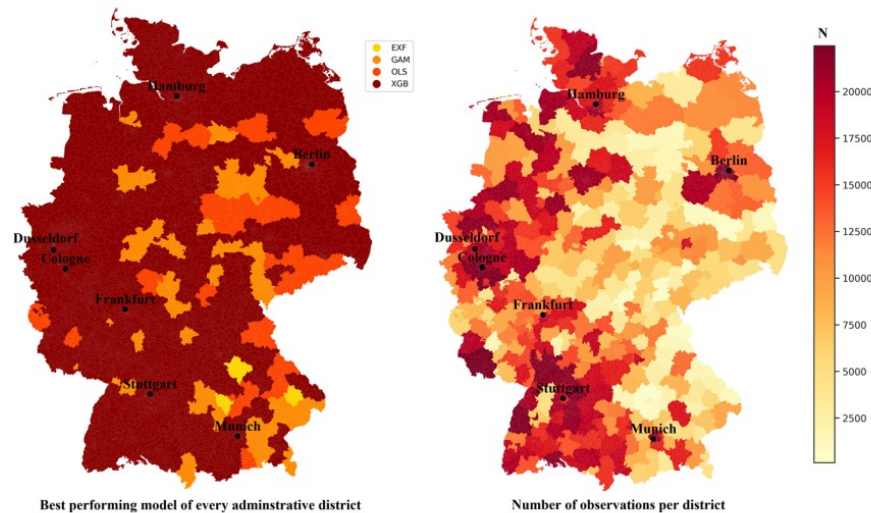 EXF
GAM
OLS
XGB
Hamburg
Berlin
Dusseldorf
Cologne
Frankfurt
Stuttgart
Munich
Best performing model of every adminstrative district
N
Hamburg
Berlin
Dusseldorf
Cologne
Frankfurt
Stuttgart
Munich
20000
17500
15000
12500
10000
7500
5000
2500
Number of observations per district